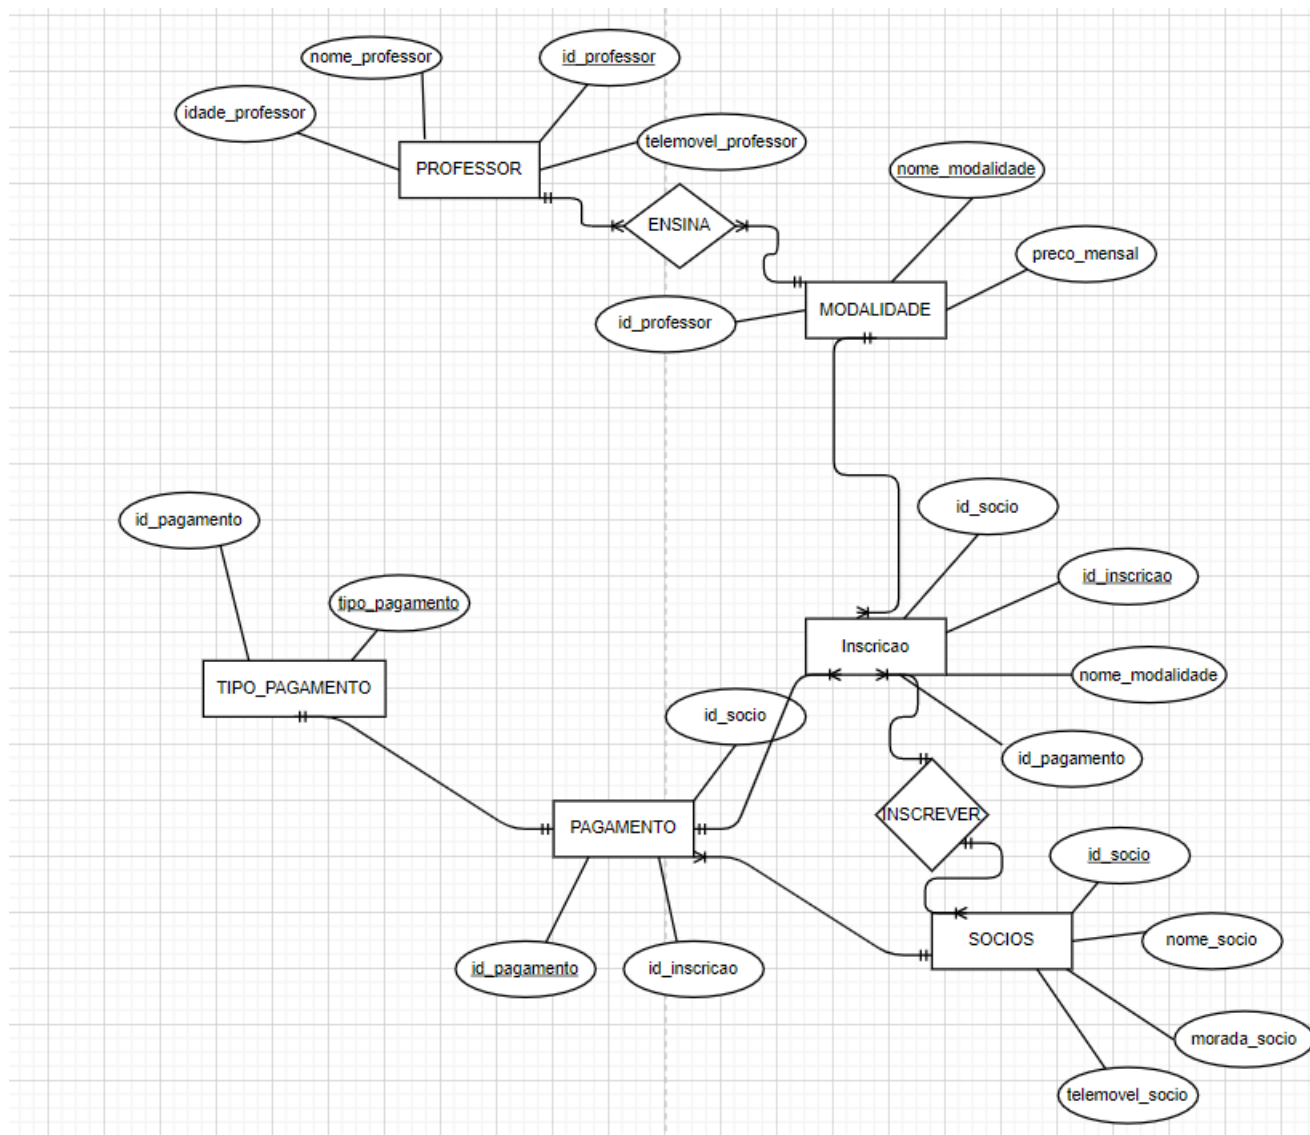 nome_professor
id_professor
idade_professor
telemovel_professor
PROFESSOR
nome_modalidade
ENSINA
preco_mensal
id_professor
MODALIDADE
id_socio
id_pagamento
id_inscricao
tipo_pagamento
Inscricao
nome_modalidade
TIPO_PAGAMENTO
id_socio
id_pagamento
PAGAMENTO
INSCREVER
id_socio
SOCIOS
nome_socio
id_pagamento
id_inscricao
morada_socio
telemovel_socio